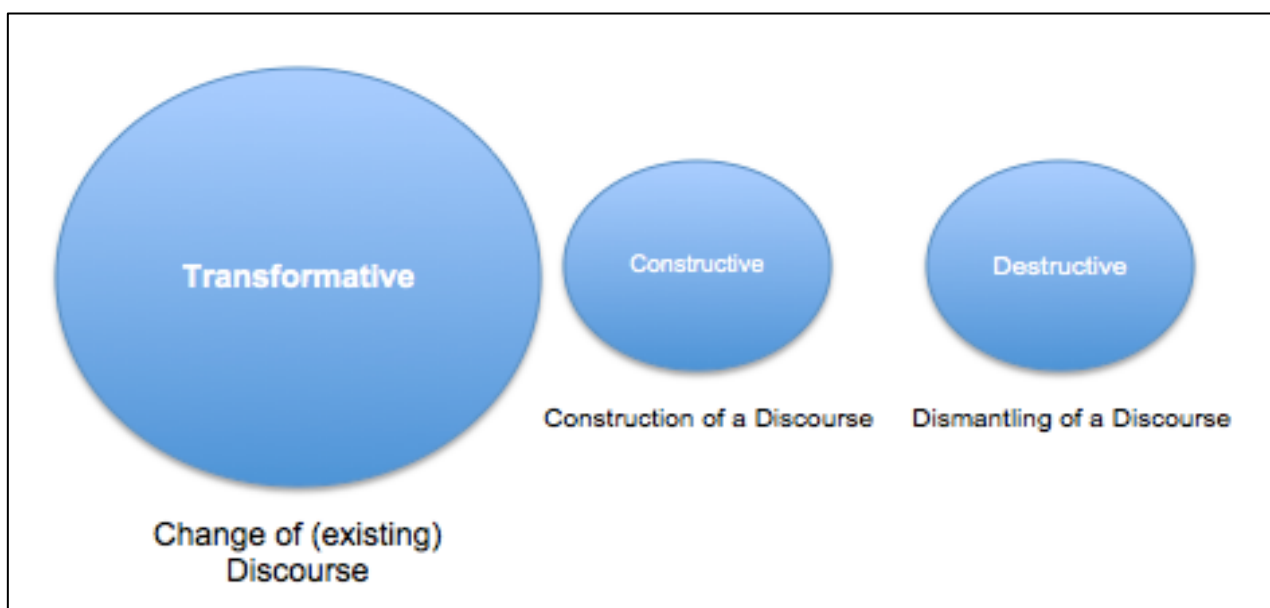 Transformative
Change of (existing)
Discourse
Constructive
Construction of a Discourse
Destructive
Dismantling of a Discourse